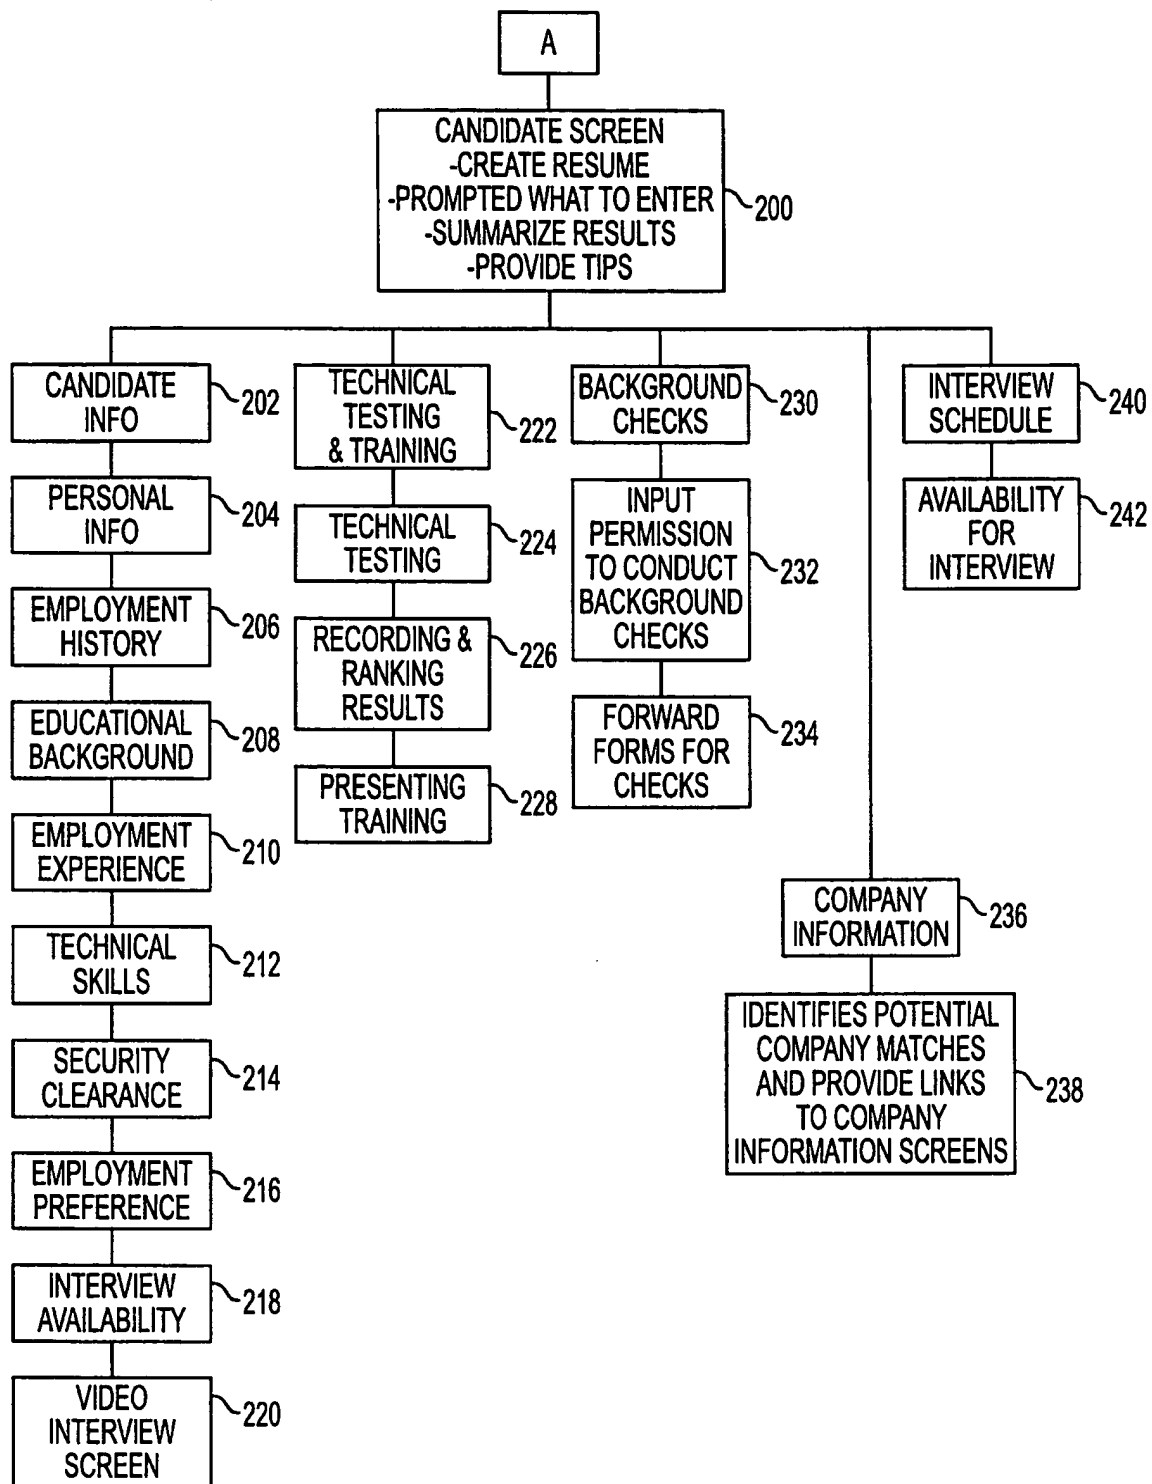 A
CANDIDATE SCREEN
-CREATE RESUME
-PROMPTED WHAT TO ENTER
-SUMMARIZE RESULTS
-PROVIDE TIPS
200
CANDIDATE
INFO
202
PERSONAL
INFO
204
EMPLOYMENT
HISTORY
206
EDUCATIONAL
BACKGROUND
208
EMPLOYMENT
EXPERIENCE
210
TECHNICAL
SKILLS
212
SECURITY
CLEARANCE
214
EMPLOYMENT
PREFERENCE
216
INTERVIEW
AVAILABILITY
218
VIDEO
INTERVIEW
SCREEN
220
TECHNICAL
TESTING
& TRAINING
222
TECHNICAL
TESTING
224
RECORDING &
RANKING
RESULTS
226
PRESENTING
TRAINING
228
BACKGROUND
CHECKS
230
INPUT
PERMISSION
TO CONDUCT
BACKGROUND
CHECKS
232
FORWARD
FORMS FOR
CHECKS
234
COMPANY
INFORMATION
236
IDENTIFIES POTENTIAL
COMPANY MATCHES
AND PROVIDE LINKS
TO COMPANY
INFORMATION SCREENS
238
INTERVIEW
SCHEDULE
240
AVAILABILITY
FOR
INTERVIEW
242